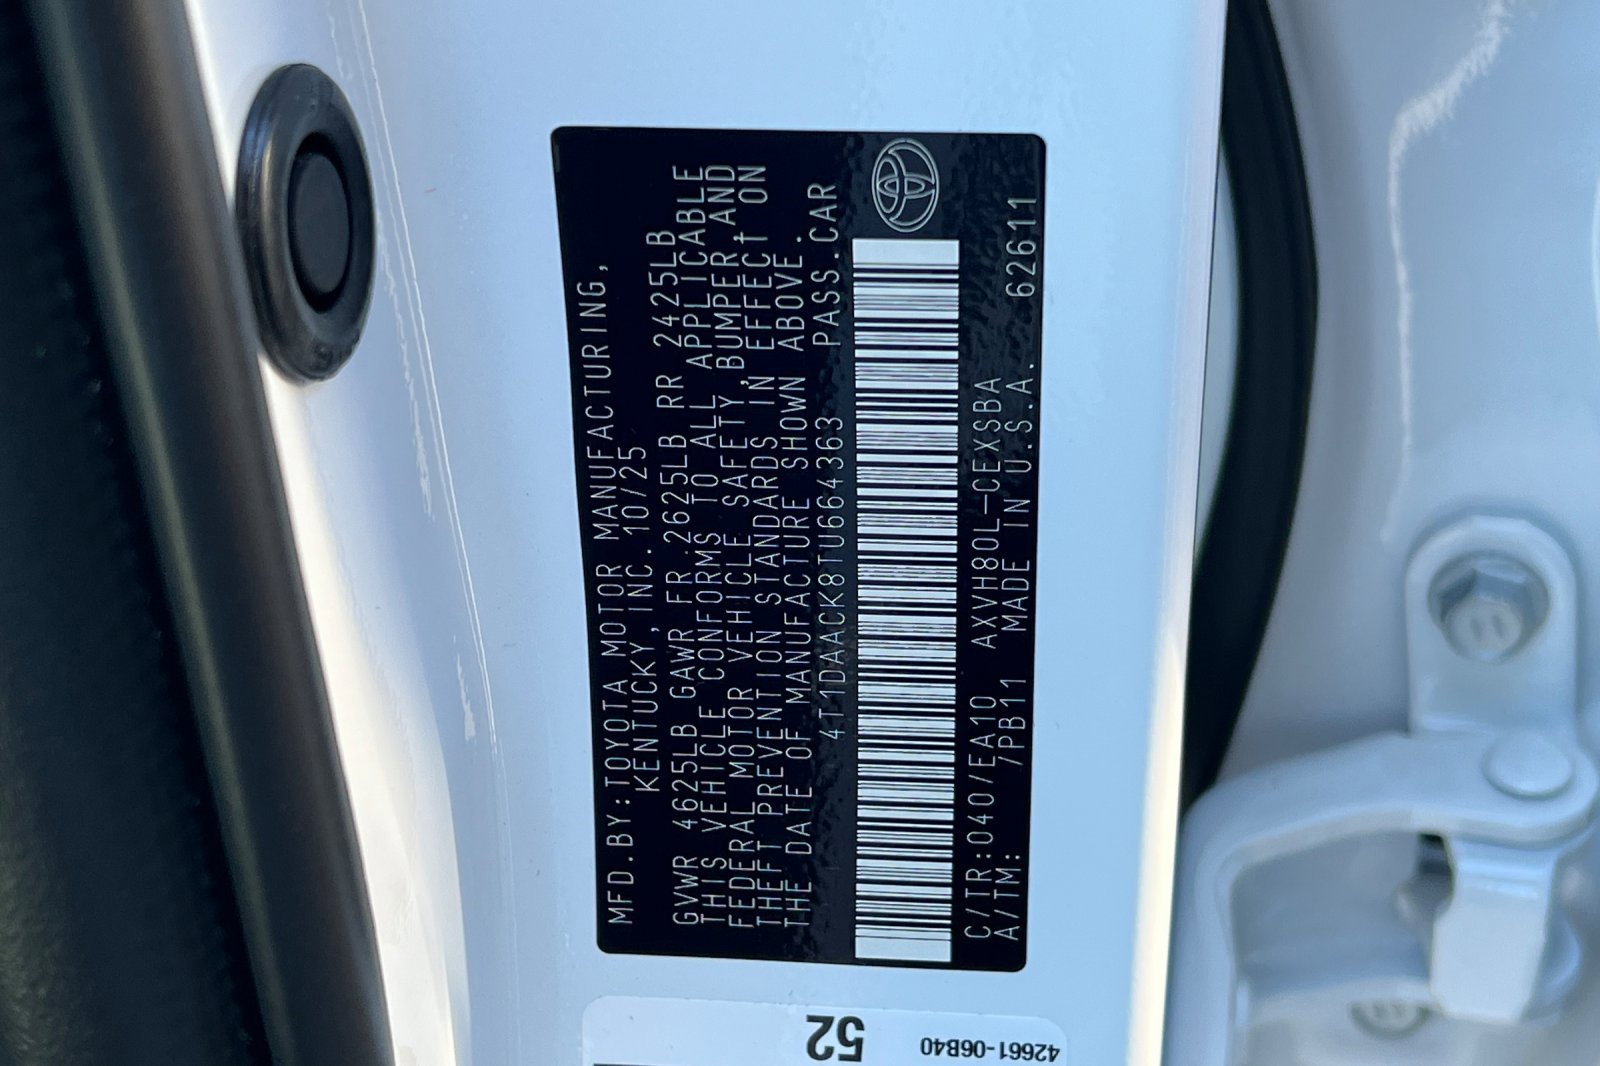 MFD.BY:TOYOTA MOTOR MANUFACTURING,
KENTUCKY, INC. 10/25
GVWR 4625LB GAWR FR 2625LB RR 2425LB
THIS VEHICLE CONFORMS TO ALL APPLICABLE
FEDERAL MOTOR VEHICLE SAFETY,BUMPER AND
THEFT PREVENTION STANDARDS IN EFFECT ON
THE DATE OF MANUFACTURE SHOWN ABOVE.
4T1DAACK8TU664363 PASS.CAR
C/TR:040/EA10 AXVH80L-CEXSBA
A/TM: /PB11 MADE IN U.S.A. 62611
52
42661-06B40